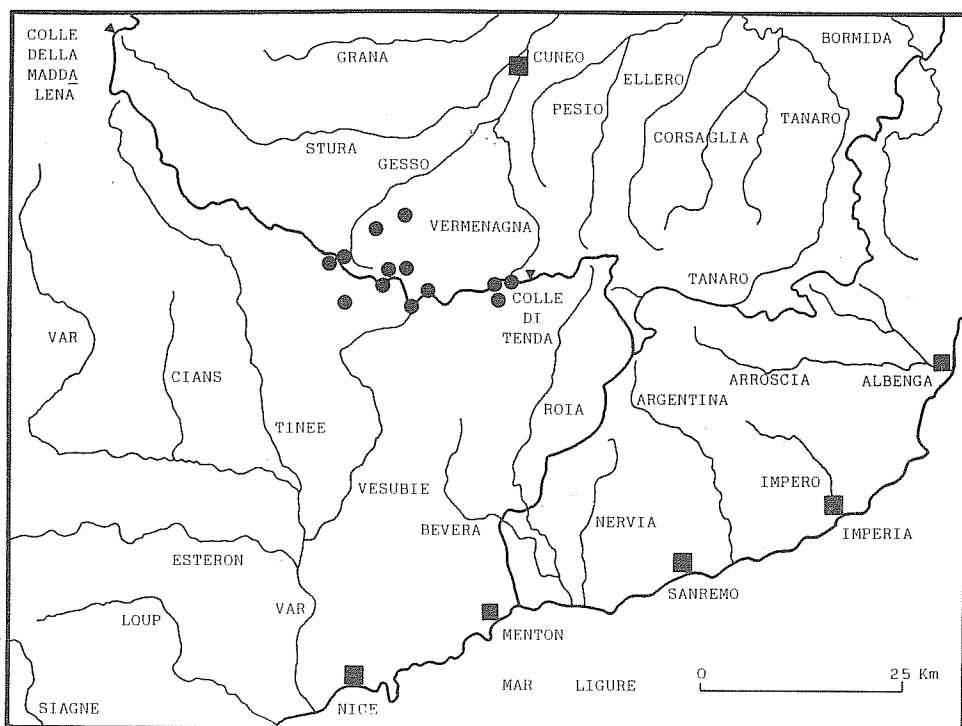 COLLE
DELLA
MADDA
LENA
GRANA
CUNEO
BORMIDA
ELLERO
PESIO
TANARO
CORSAGLIA
STURA
GESSO
VERMENAGNA
TANARO
COLLE
DI
TENDA
VAR
CIANS
ARROSCIA
ALBENGA
ARGENTINA
ROIA
TINEE
VESUBIE
IMPERO
NERVIA
BEVERA
IMPERIA
ESTERON
SANREMO
VAR
LOUP
MENTON
0 25 Km
MAR LIGURE
SIAGNE
NICE